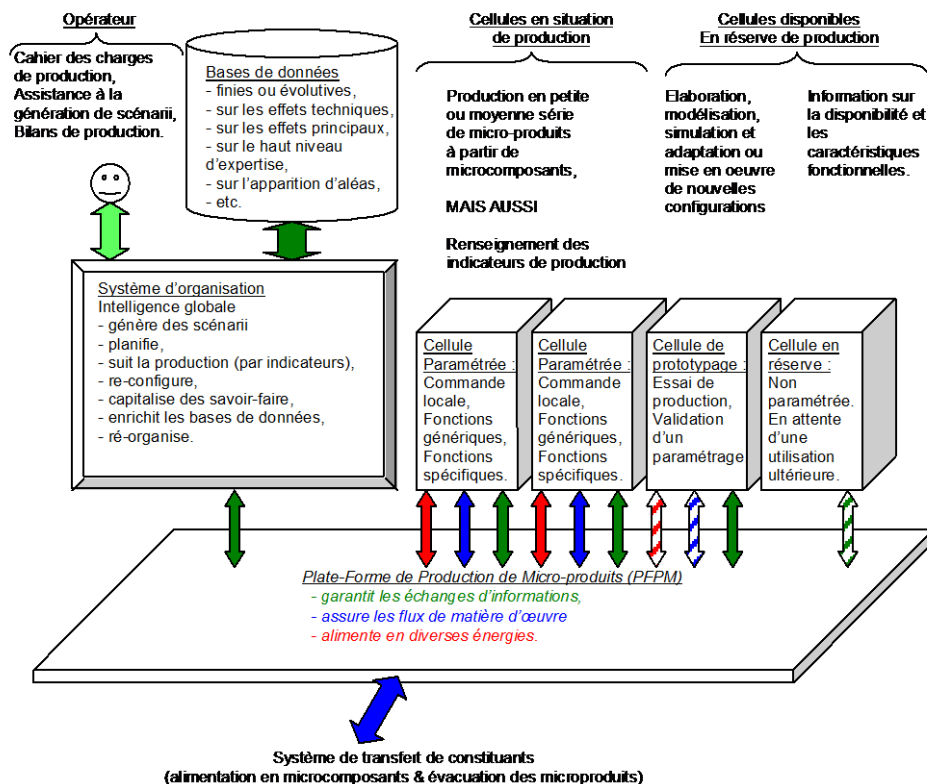 Opérateur
Cahier des charges
de production,
Assistance à la
génération de scénarii,
Bilans de production.
Bases de données
- finies ou évolutives,
- sur les effets techniques,
- sur les effets principaux,
- sur le haut niveau
d'expertise,
- sur l'apparition d'aléas,
- etc.
Cellules en situation
de production
Production en petite
ou moyenne série
de micro-produits
à partir de
microcomposants,
MAIS AUSSI
Renseignement des
indicateurs de production
Cellules disponibles
En réserve de production
Elaboration,
modélisation,
simulation et
adaptation ou
mise en oeuvre
de nouvelles
configurations
Information sur
la disponibilité et
les
caractéristiques
fonctionnelles.
Système d'organisation
Intelligence globale
- génère des scénarii
- planifie,
- suit la production (par indicateurs),
- re-configure,
- capitalise des savoir-faire,
- enrichit les bases de données,
- ré-organise.
Cellule
Paramétrée :
Commande
locale,
Fonctions
génériques,
Fonctions
spécifiques.
Cellule
Paramétrée :
Commande
locale,
Fonctions
génériques,
Fonctions
spécifiques.
Cellule de
prototypage :
Essai de
production,
Validation
d'un
paramétrage
Cellule en
réserve :
Non
paramétrée.
En attente
d'une
utilisation
ultérieure.
Plate-Forme de Production de Micro-produits (PFPM)
- garantit les échanges d'informations,
- assure les flux de matière d'œuvre
- alimente en diverses énergies.
Système de transfert de constituants
(alimentation en microcomposants & évacuation des microproduits)